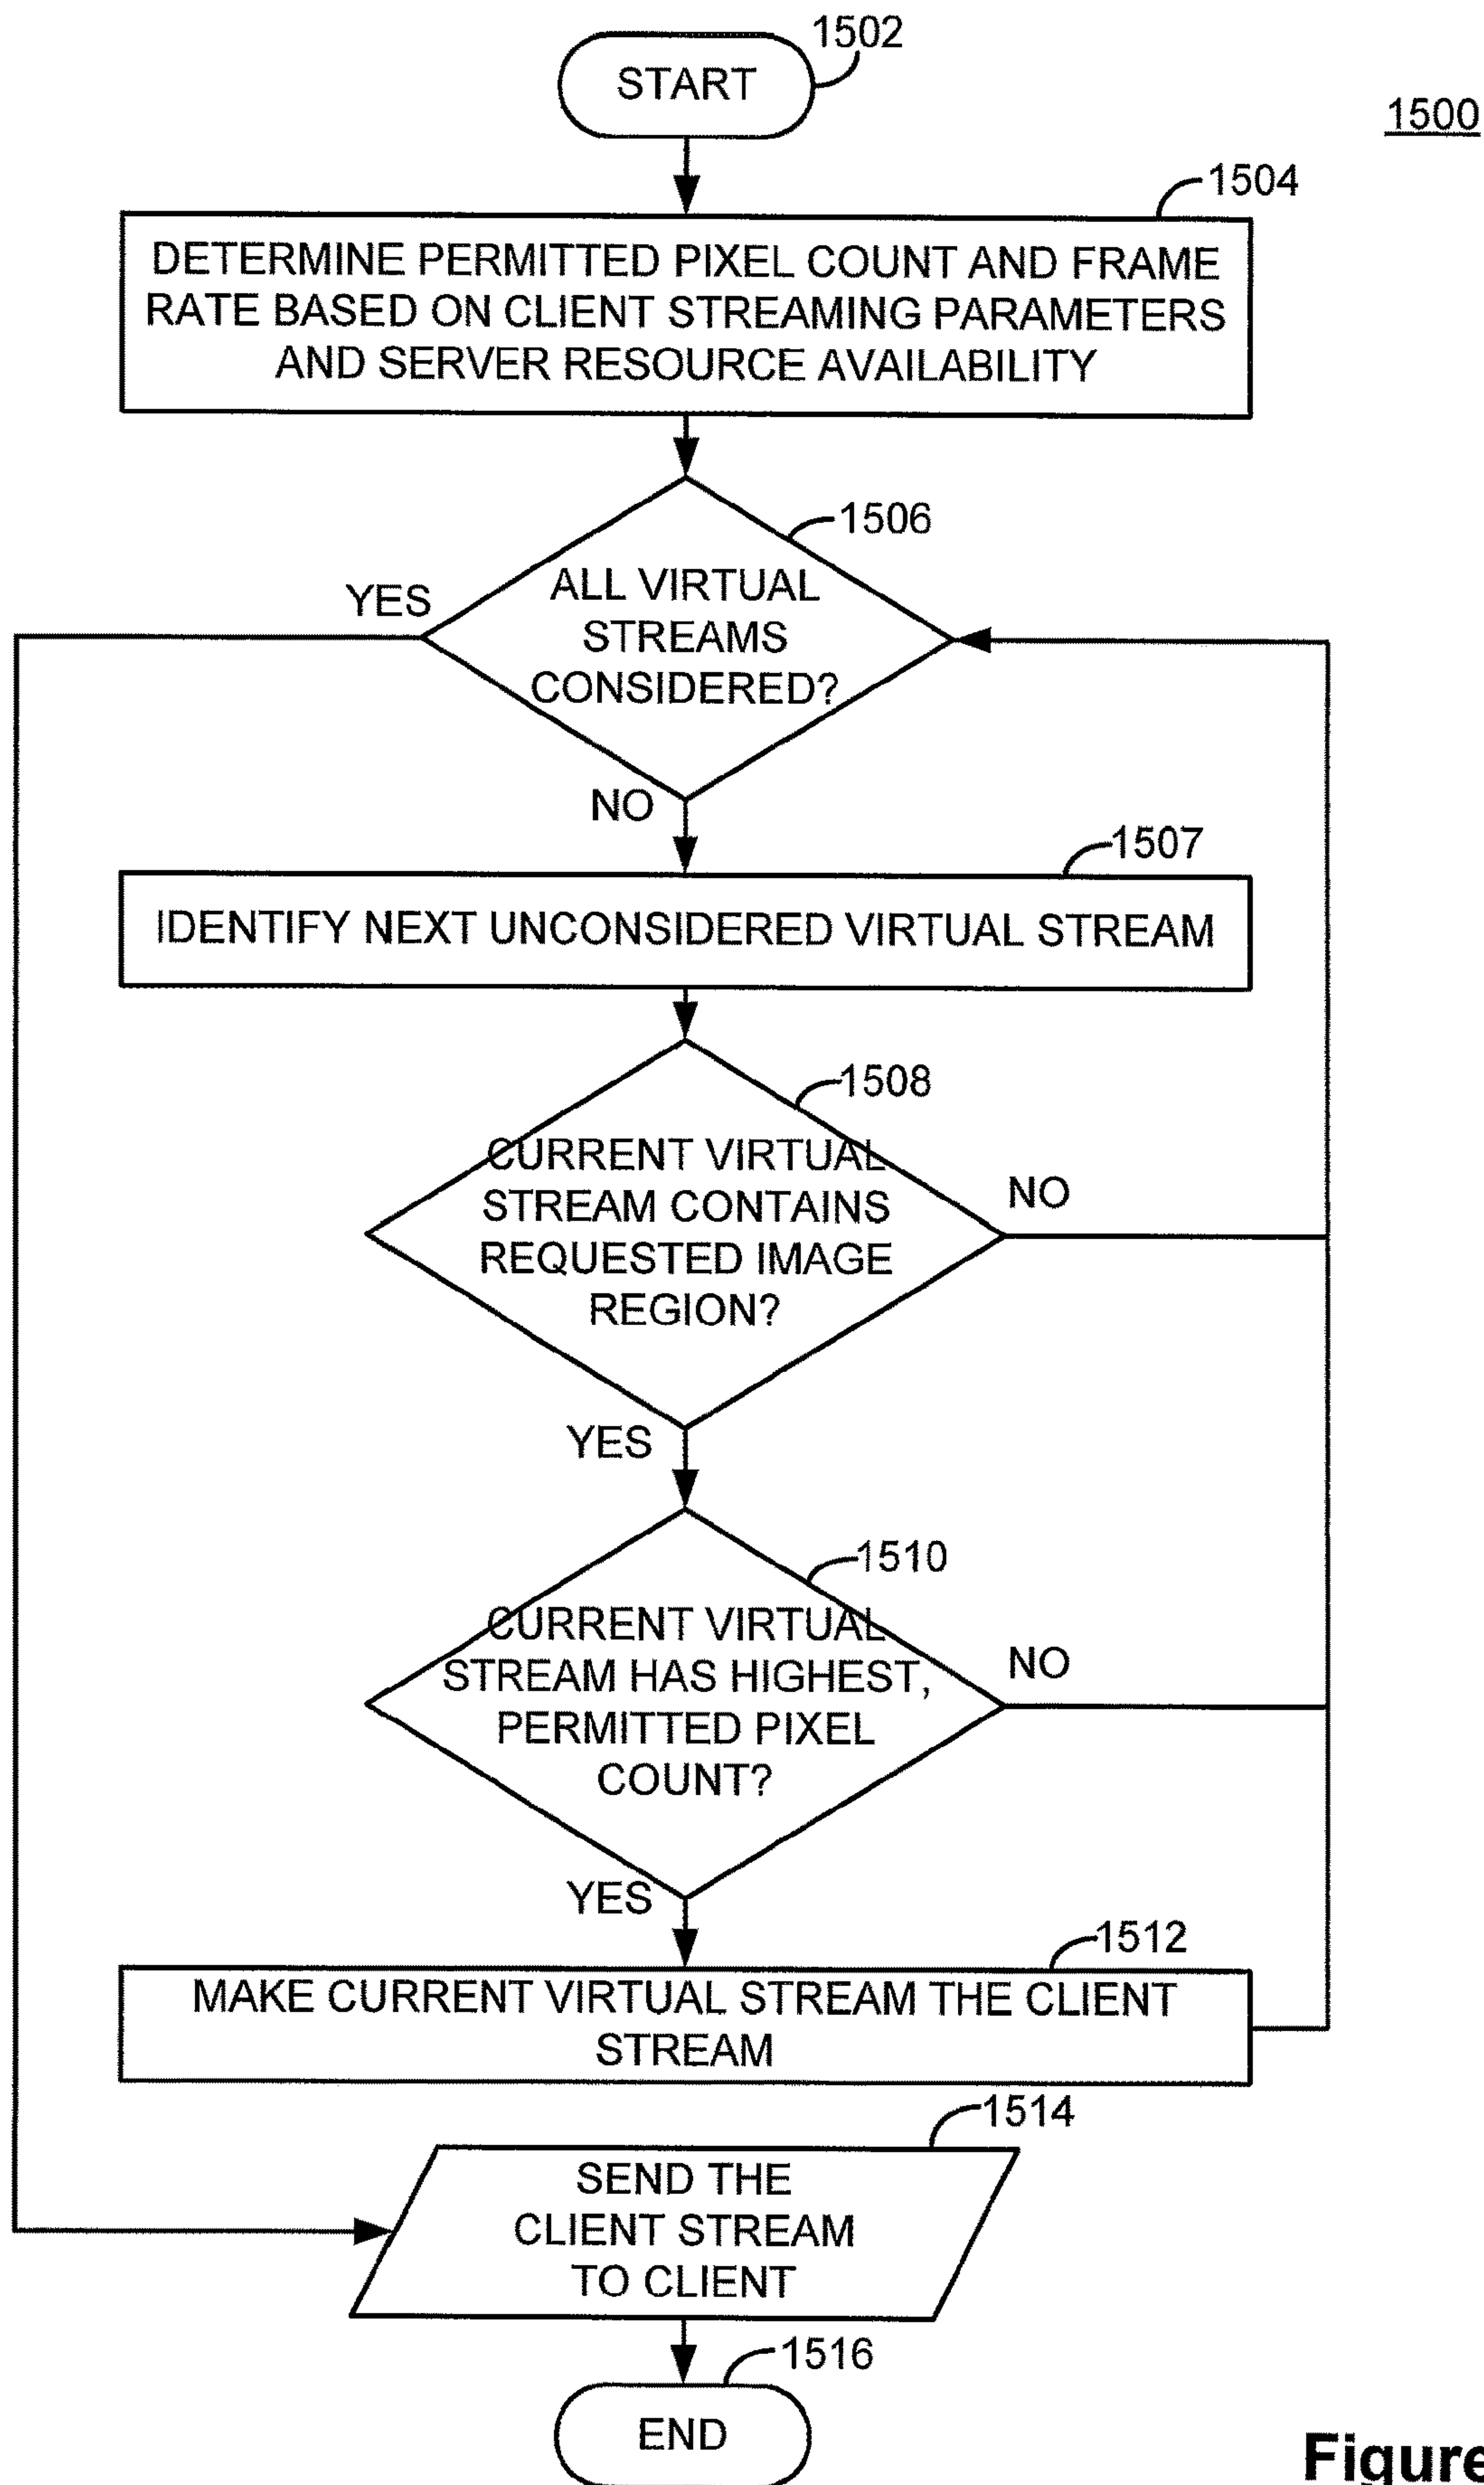 1502
START
1500
1504
DETERMINE PERMITTED PIXEL COUNT AND FRAME
RATE BASED ON CLIENT STREAMING PARAMETERS
AND SERVER RESOURCE AVAILABILITY
1506
YES
ALL VIRTUAL
STREAMS
CONSIDERED?
NO
1507
IDENTIFY NEXT UNCONSIDERED VIRTUAL STREAM
1508
CURRENT VIRTUAL
STREAM CONTAINS
REQUESTED IMAGE
REGION?
NO
YES
1510
CURRENT VIRTUAL
STREAM HAS HIGHEST,
PERMITTED PIXEL
COUNT?
NO
YES
1512
MAKE CURRENT VIRTUAL STREAM THE CLIENT
STREAM
1514
SEND THE
CLIENT STREAM
TO CLIENT
1516
END
Figure